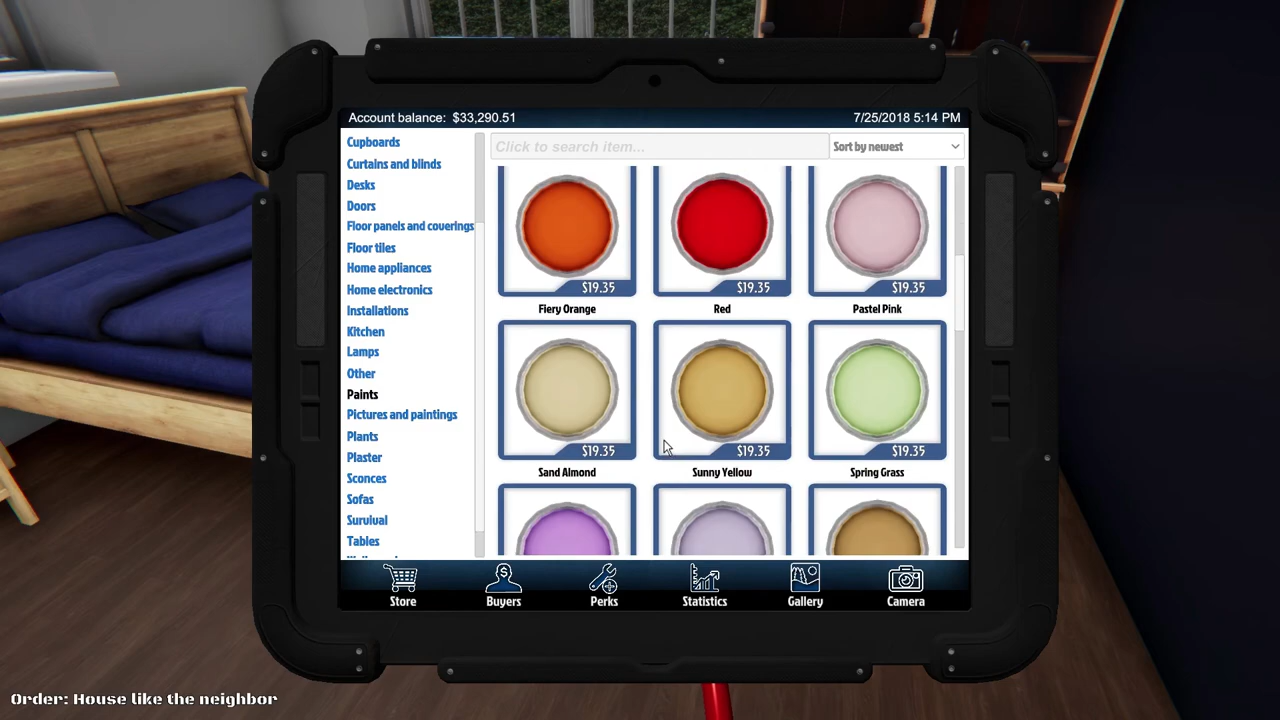 Account balance: $33,290.51
7/25/2018 5:14 PM
Cupboards
Curtains and blinds
Desks
Doors
Floor panels and coverings
Floor tiles
Home appliances
Home electronics
Installations
Kitchen
Lamps
Other
Paints
Pictures and paintings
Plants
Plaster
Sconces
Sofas
Survival
Tables
Click to search item...
Sort by newest
$19.35
$19.35
$19.35
Fiery Orange
Red
Pastel Pink
$19.35
$19.35
$19.35
Sand Almond
Sunny Yellow
Spring Grass
Store
Buyers
Perks
Statistics
Gallery
Camera
Order: House like the neighbor